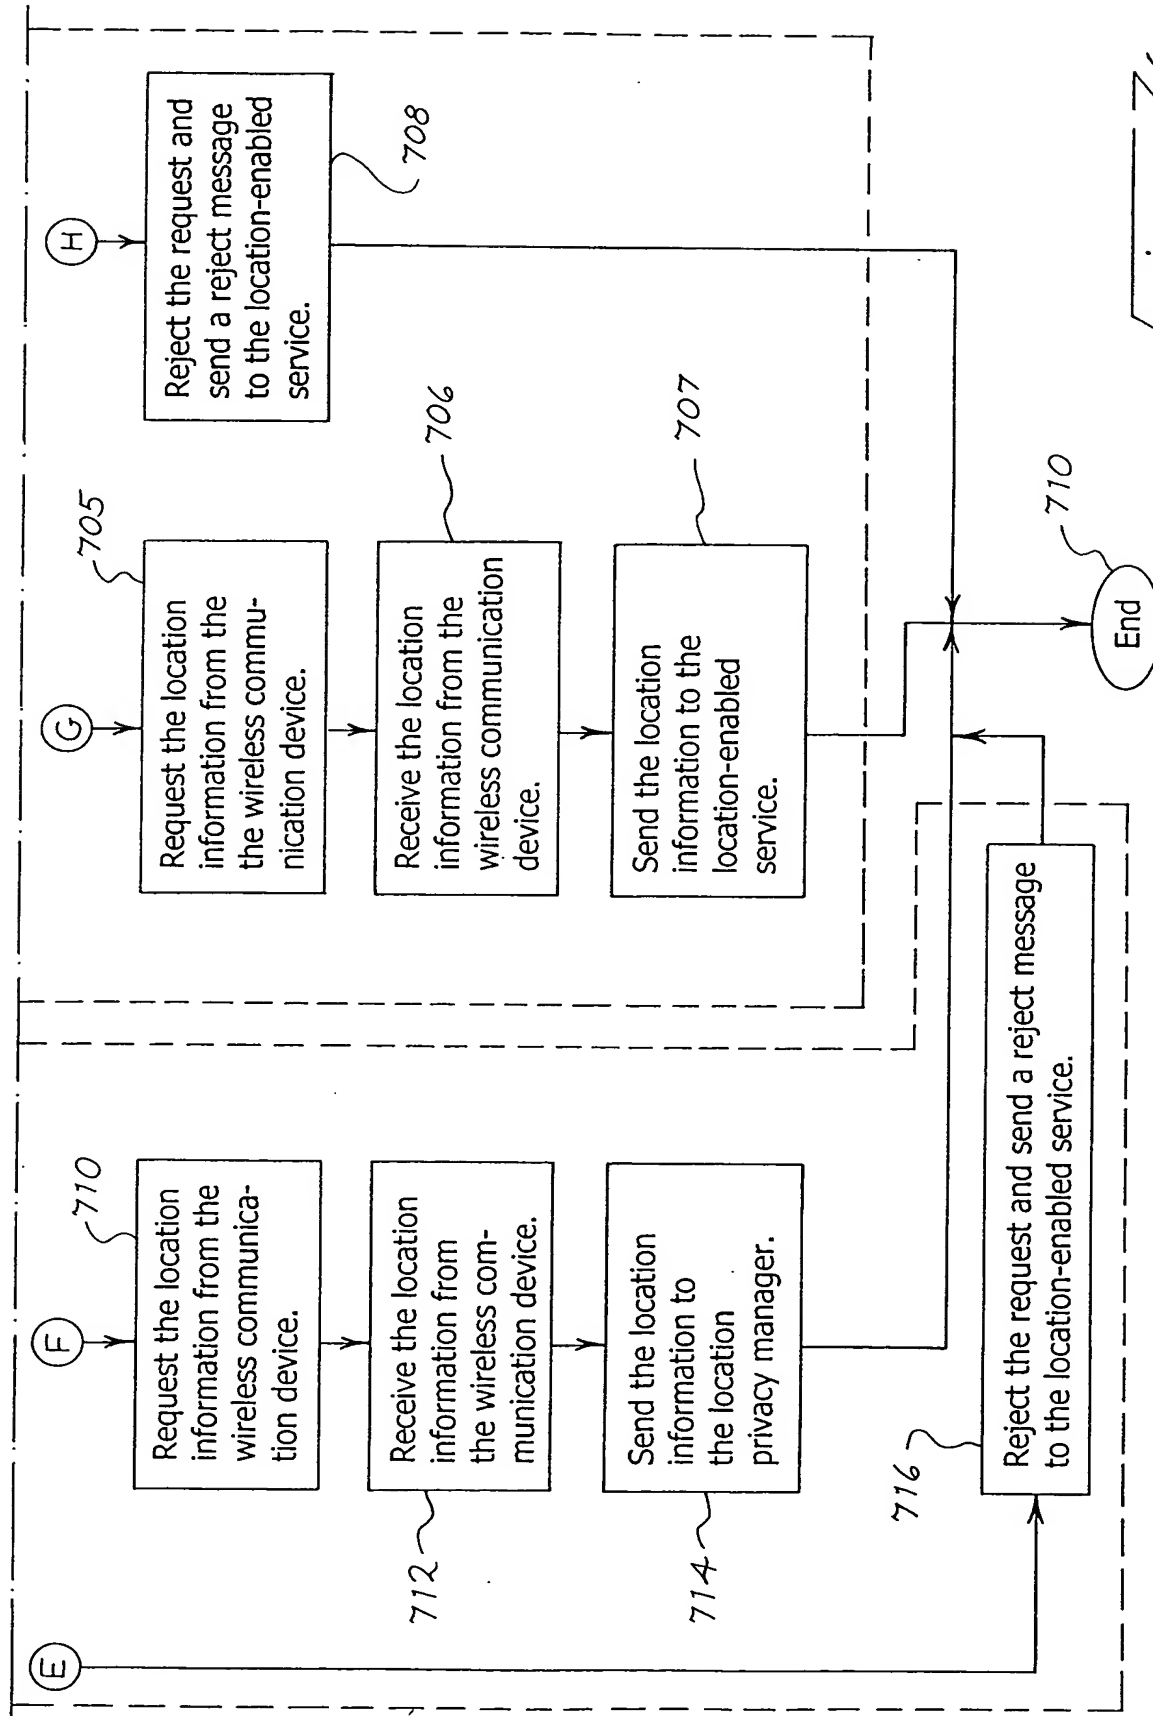 E
F
710
Request the location
information from the
wireless communica-
tion device.
712
Receive the location
information from
the wireless com-
munication device.
714
Send the location
information to
the location
privacy manager.
716
Reject the request and send a reject message
to the location-enabled service.
G
705
Request the location
information from the
the wireless commu-
nication device.
706
Receive the location
information from the
wireless communication
device.
707
Send the location
information to the
location-enabled
service.
H
Reject the request and
send a reject message
to the location-enabled
service.
708
710
End